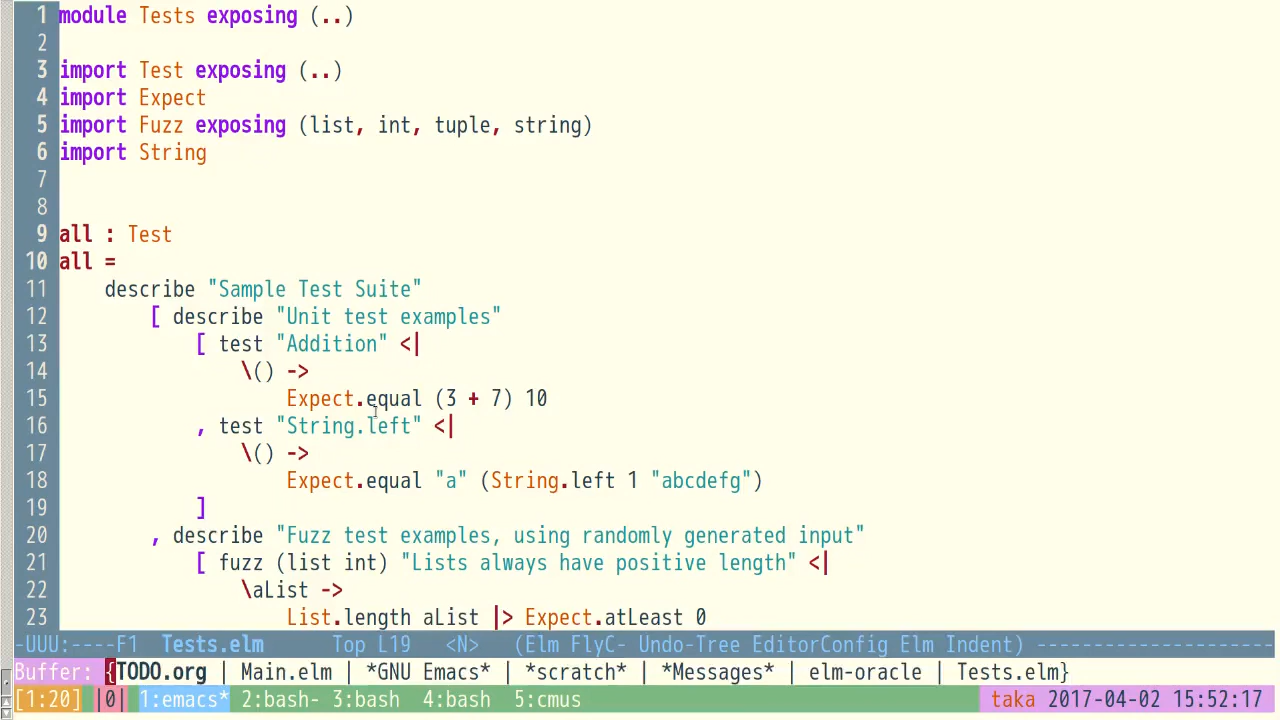 1 module Tests exposing (..)
2
3 import Test exposing (..)
4 import Expect
5 import Fuzz exposing (list, int, tuple, string)
6 import String
7
8
9 all : Test
10 all =
11     describe "Sample Test Suite"
12         [ describe "Unit test examples"
13             [ test "Addition" <|
14                 \() ->
15                     Expect.equal (3 + 7) 10
16             , test "String.left" <|
17                 \() ->
18                     Expect.equal "a" (String.left 1 "abcdefg")
19             ]
20         , describe "Fuzz test examples, using randomly generated input"
21             [ fuzz (list int) "Lists always have positive length" <|
22                 \aList ->
23                     List.length aList |> Expect.atLeast 0
-UUU:----F1  Tests.elm      Top L19   <N>   (Elm FlyC- Undo-Tree EditorConfig Elm Indent) ----------------------
Buffer: {TODO.org | Main.elm | *GNU Emacs* | *scratch* | *Messages* | elm-oracle | Tests.elm}
[1:20] |0| 1:emacs* 2:bash- 3:bash  4:bash  5:cmus taka 2017-04-02 15:52:17